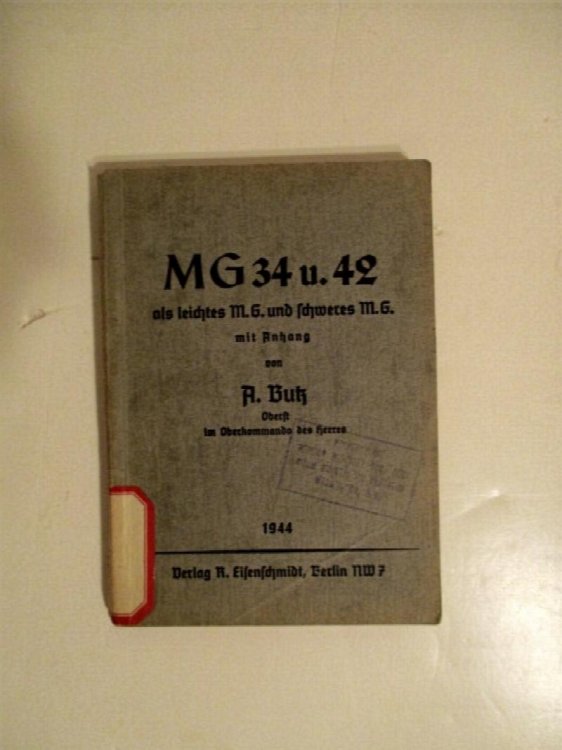 MG 34 u. 42
als leichtes M.G. und schweres M.G.
mit Anhang
von
A. Butz
Oberst
im Oberkommando des Heeres
1944
Verlag R. Eisenschmidt, Berlin NW 7